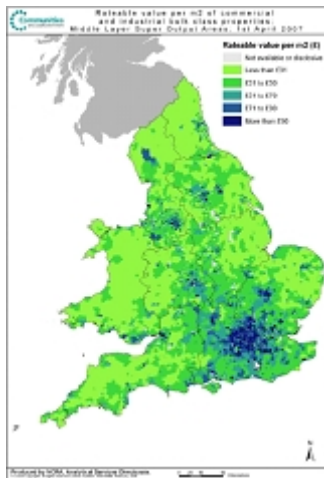 Communities
Rateable value per m2 of commercial
and industrial bulk class properties.
Middle Layer Super Output Areas, 1st April 2007
Rateable value per m2 (£)
Not available or disclosive
Less than £31
£31 to £50
£51 to £70
£71 to £90
More than £90
N
Produced by
Analytical Services Directorate.